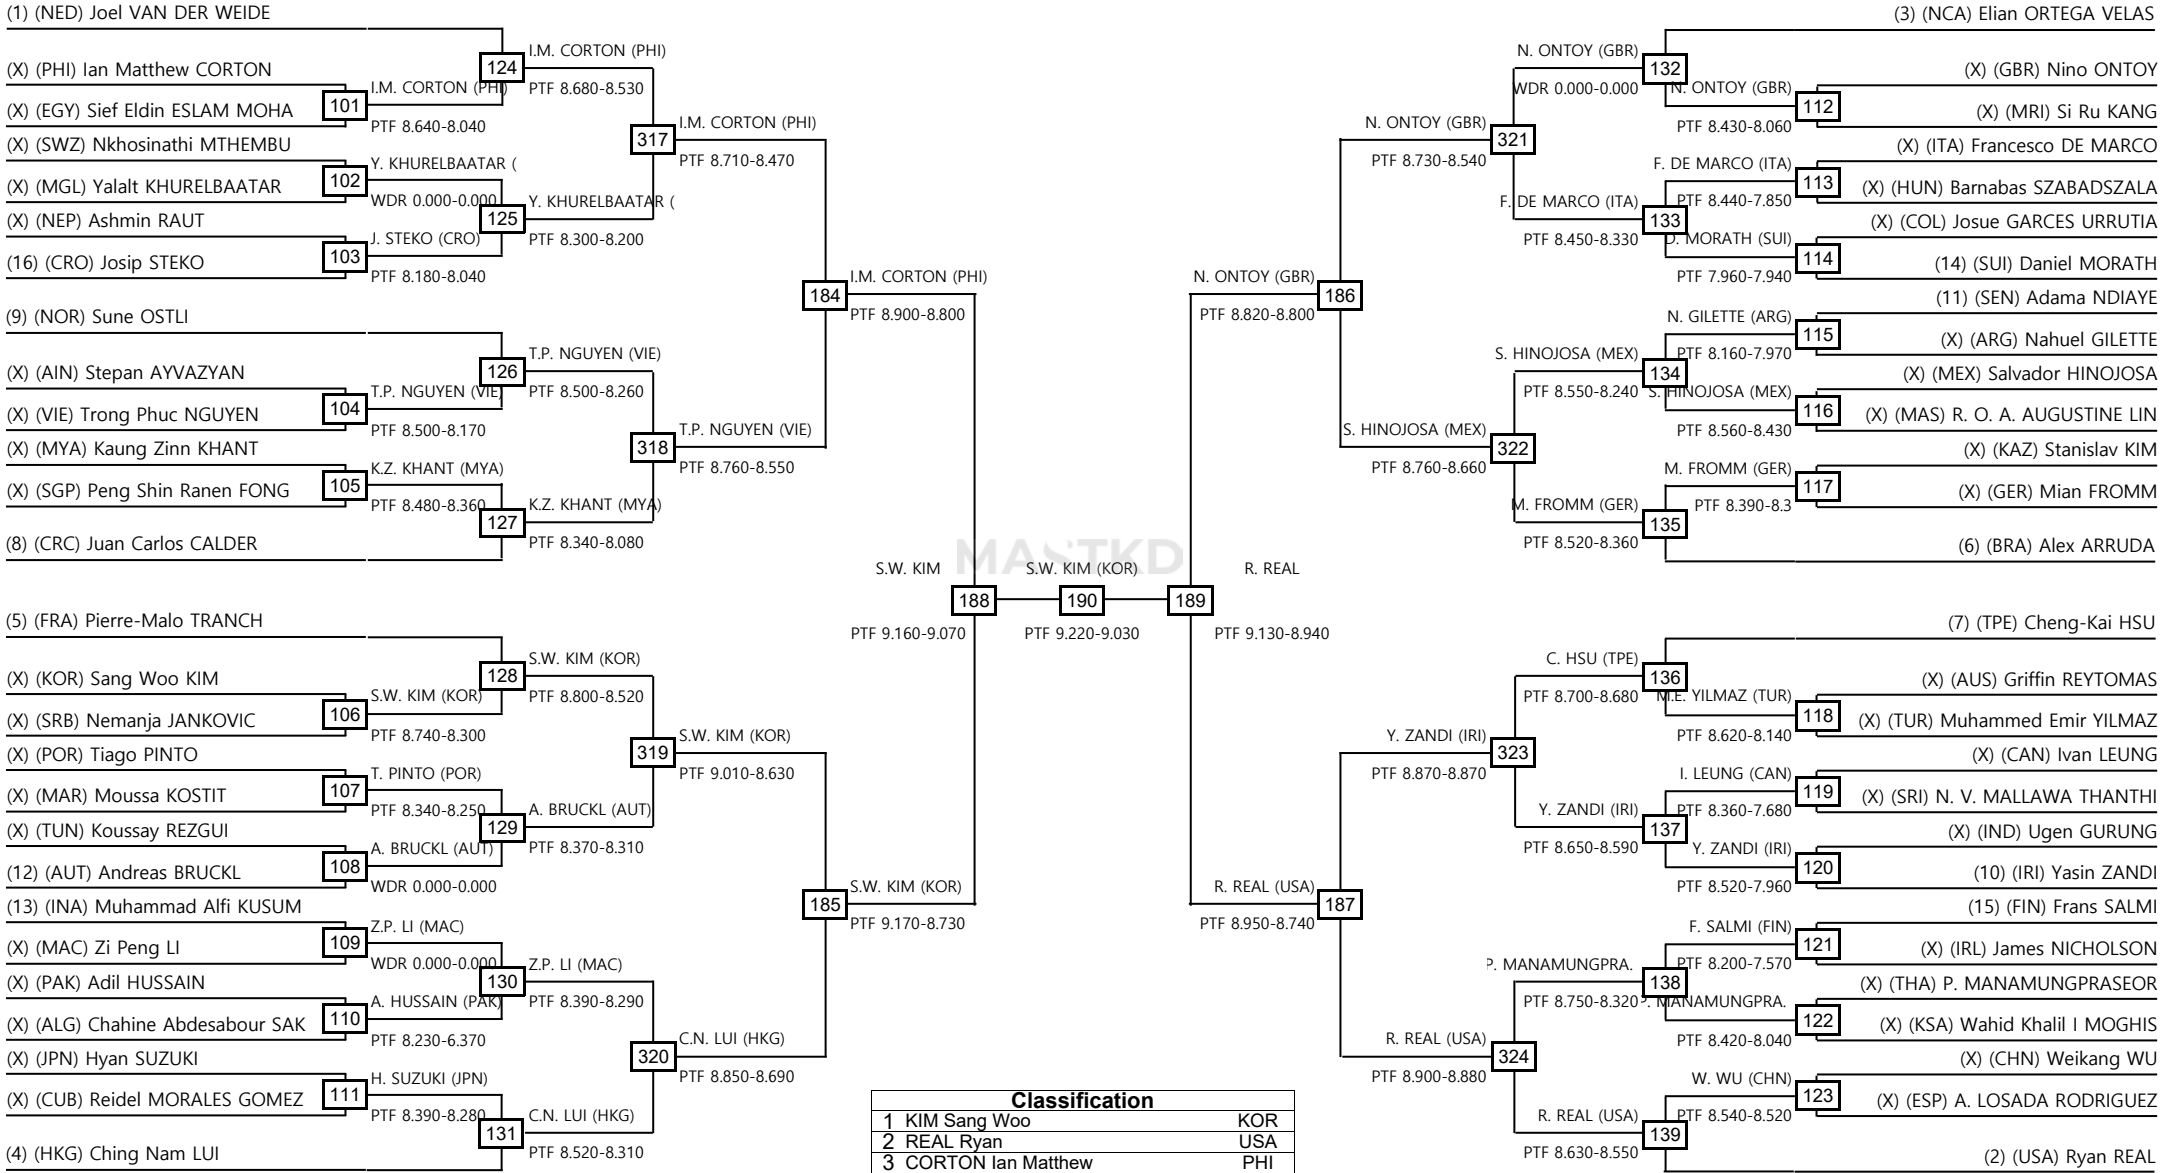 (1) (NED) Joel VAN DER WEIDE
(X) (PHI) Ian Matthew CORTON
(X) (EGY) Sief Eldin ESLAM MOHA
(X) (SWZ) Nkhosinathi MTHEMBU
(X) (MGL) Yalalt KHURELBAATAR
(X) (NEP) Ashmin RAUT
(16) (CRO) Josip STEKO
(9) (NOR) Sune OSTLI
(X) (AIN) Stepan AYVAZYAN
(X) (VIE) Trong Phuc NGUYEN
(X) (MYA) Kaung Zinn KHANT
(X) (SGP) Peng Shin Ranen FONG
(8) (CRC) Juan Carlos CALDER
(5) (FRA) Pierre-Malo TRANCH
(X) (KOR) Sang Woo KIM
(X) (SRB) Nemanja JANKOVIC
(X) (POR) Tiago PINTO
(X) (MAR) Moussa KOSTIT
(X) (TUN) Koussay REZGUI
(12) (AUT) Andreas BRUCKL
(13) (INA) Muhammad Alfi KUSUM
(X) (MAC) Zi Peng LI
(X) (PAK) Adil HUSSAIN
(X) (ALG) Chahine Abdesabour SAK
(X) (JPN) Hyan SUZUKI
(X) (CUB) Reidel MORALES GOMEZ
(4) (HKG) Ching Nam LUI
101
I.M. CORTON (PHI)
PTF 8.640-8.040
102
Y. KHURELBAATAR (
WDR 0.000-0.000
103
J. STEKO (CRO)
PTF 8.180-8.040
104
T.P. NGUYEN (VIE)
PTF 8.500-8.170
105
K.Z. KHANT (MYA)
PTF 8.480-8.360
106
S.W. KIM (KOR)
PTF 8.740-8.300
107
T. PINTO (POR)
PTF 8.340-8.250
108
A. BRUCKL (AUT)
WDR 0.000-0.000
109
Z.P. LI (MAC)
WDR 0.000-0.000
110
A. HUSSAIN (PAK)
PTF 8.230-6.370
111
H. SUZUKI (JPN)
PTF 8.390-8.280
124
I.M. CORTON (PHI)
PTF 8.680-8.530
125
Y. KHURELBAATAR (
PTF 8.300-8.200
126
T.P. NGUYEN (VIE)
PTF 8.500-8.260
127
K.Z. KHANT (MYA)
PTF 8.340-8.080
128
S.W. KIM (KOR)
PTF 8.800-8.520
129
A. BRUCKL (AUT)
PTF 8.370-8.310
130
Z.P. LI (MAC)
PTF 8.390-8.290
131
C.N. LUI (HKG)
PTF 8.520-8.310
317
I.M. CORTON (PHI)
PTF 8.710-8.470
318
T.P. NGUYEN (VIE)
PTF 8.760-8.550
319
S.W. KIM (KOR)
PTF 9.010-8.630
320
C.N. LUI (HKG)
PTF 8.850-8.690
184
I.M. CORTON (PHI)
PTF 8.900-8.800
185
S.W. KIM (KOR)
PTF 9.170-8.730
MASTKD
S.W. KIM
188
PTF 9.160-9.070
S.W. KIM (KOR)
190
PTF 9.220-9.030
R. REAL
189
PTF 9.130-8.940
N. ONTOY (GBR)
186
PTF 8.820-8.800
R. REAL (USA)
187
PTF 8.950-8.740
N. ONTOY (GBR)
321
PTF 8.730-8.540
S. HINOJOSA (MEX)
322
PTF 8.760-8.660
Y. ZANDI (IRI)
323
PTF 8.870-8.870
R. REAL (USA)
324
PTF 8.900-8.880
N. ONTOY (GBR)
132
WDR 0.000-0.000
F. DE MARCO (ITA)
133
PTF 8.450-8.330
S. HINOJOSA (MEX)
134
PTF 8.550-8.240
M. FROMM (GER)
135
PTF 8.520-8.360
C. HSU (TPE)
136
PTF 8.700-8.680
Y. ZANDI (IRI)
137
PTF 8.650-8.590
P. MANAMUNGPRA.
138
PTF 8.750-8.320
R. REAL (USA)
139
PTF 8.630-8.550
N. ONTOY (GBR)
112
PTF 8.430-8.060
F. DE MARCO (ITA)
113
PTF 8.440-7.850
D. MORATH (SUI)
114
PTF 7.960-7.940
N. GILETTE (ARG)
115
PTF 8.160-7.970
S. HINOJOSA (MEX)
116
PTF 8.560-8.430
M. FROMM (GER)
117
PTF 8.390-8.3
M.E. YILMAZ (TUR)
118
PTF 8.620-8.140
I. LEUNG (CAN)
119
PTF 8.360-7.680
Y. ZANDI (IRI)
120
PTF 8.520-7.960
F. SALMI (FIN)
121
PTF 8.200-7.570
P. MANAMUNGPRA.
122
PTF 8.420-8.040
W. WU (CHN)
123
PTF 8.540-8.520
(3) (NCA) Elian ORTEGA VELAS
(X) (GBR) Nino ONTOY
(X) (MRI) Si Ru KANG
(X) (ITA) Francesco DE MARCO
(X) (HUN) Barnabas SZABADSZALA
(X) (COL) Josue GARCES URRUTIA
(14) (SUI) Daniel MORATH
(11) (SEN) Adama NDIAYE
(X) (ARG) Nahuel GILETTE
(X) (MEX) Salvador HINOJOSA
(X) (MAS) R. O. A. AUGUSTINE LIN
(X) (KAZ) Stanislav KIM
(X) (GER) Mian FROMM
(6) (BRA) Alex ARRUDA
(7) (TPE) Cheng-Kai HSU
(X) (AUS) Griffin REYTOMAS
(X) (TUR) Muhammed Emir YILMAZ
(X) (CAN) Ivan LEUNG
(X) (SRI) N. V. MALLAWA THANTHI
(X) (IND) Ugen GURUNG
(10) (IRI) Yasin ZANDI
(15) (FIN) Frans SALMI
(X) (IRL) James NICHOLSON
(X) (THA) P. MANAMUNGPRASEOR
(X) (KSA) Wahid Khalil I MOGHIS
(X) (CHN) Weikang WU
(X) (ESP) A. LOSADA RODRIGUEZ
(2) (USA) Ryan REAL
Classification
1 KIM Sang Woo KOR
2 REAL Ryan USA
3 CORTON Ian Matthew PHI